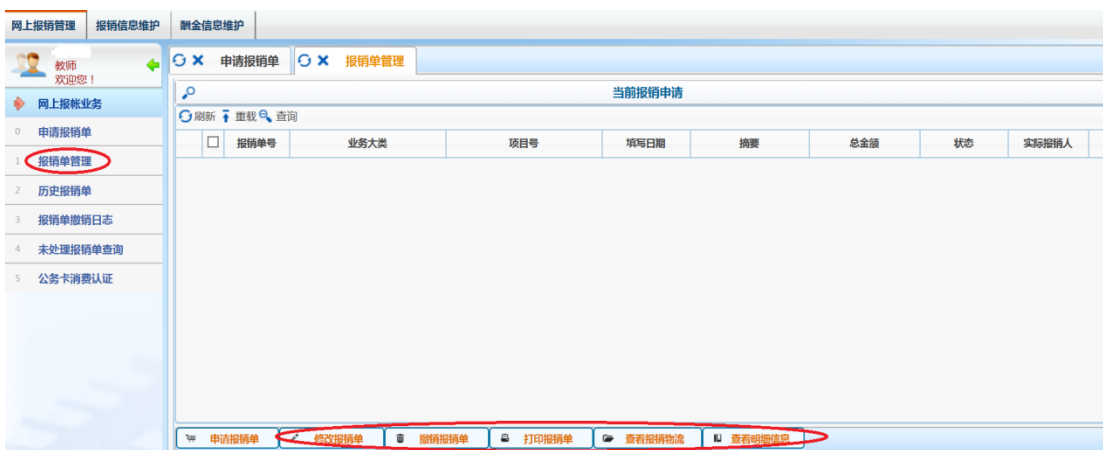 网上报销管理 报销信息维护 酬金信息维护
教师
欢迎您！
申请报销单 报销单管理
网上报帐业务
0 申请报销单
1 报销单管理
2 历史报销单
3 报销单撤销日志
4 未处理报销单查询
5 公务卡消费认证
当前报销申请
刷新 重载 查询
报销单号 业务大类 项目号 填写日期 摘要 总金额 状态 实际报销人
申请报销单 修改报销单 撤销报销单 打印报销单 查看报销物流 查看明细信息